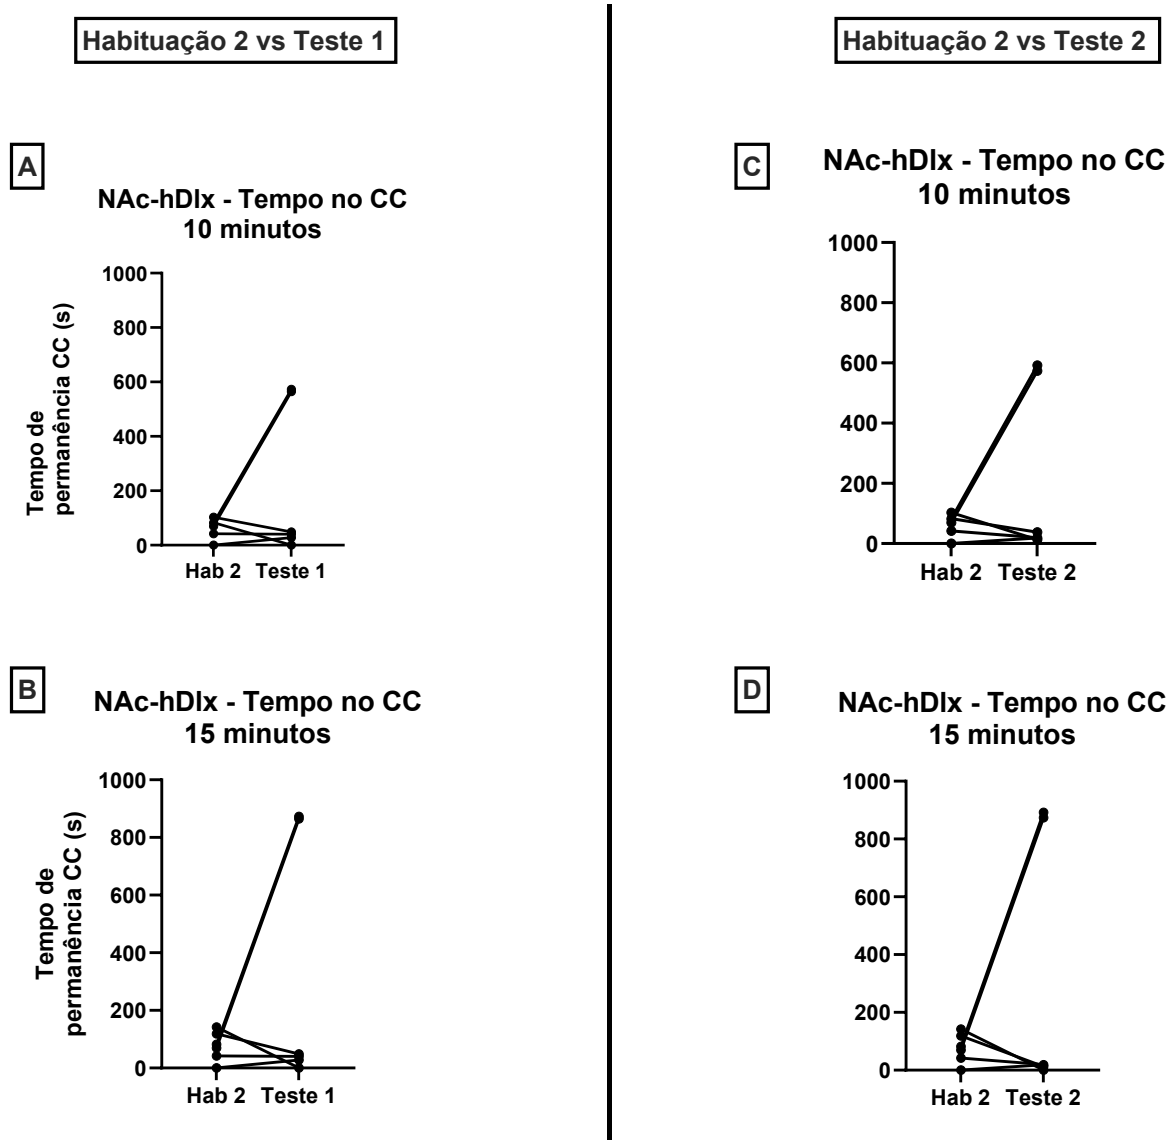 Habituação 2 vs Teste 1
A
NAc-hDlx - Tempo no CC
10 minutos
Tempo de
permanência CC (s)
1000
800
600
400
200
0
Hab 2 Teste 1
B
NAc-hDlx - Tempo no CC
15 minutos
Tempo de
permanência CC (s)
1000
800
600
400
200
0
Hab 2 Teste 1
Habituação 2 vs Teste 2
C
NAc-hDlx - Tempo no CC
10 minutos
1000
800
600
400
200
0
Hab 2 Teste 2
D
NAc-hDlx - Tempo no CC
15 minutos
1000
800
600
400
200
0
Hab 2 Teste 2